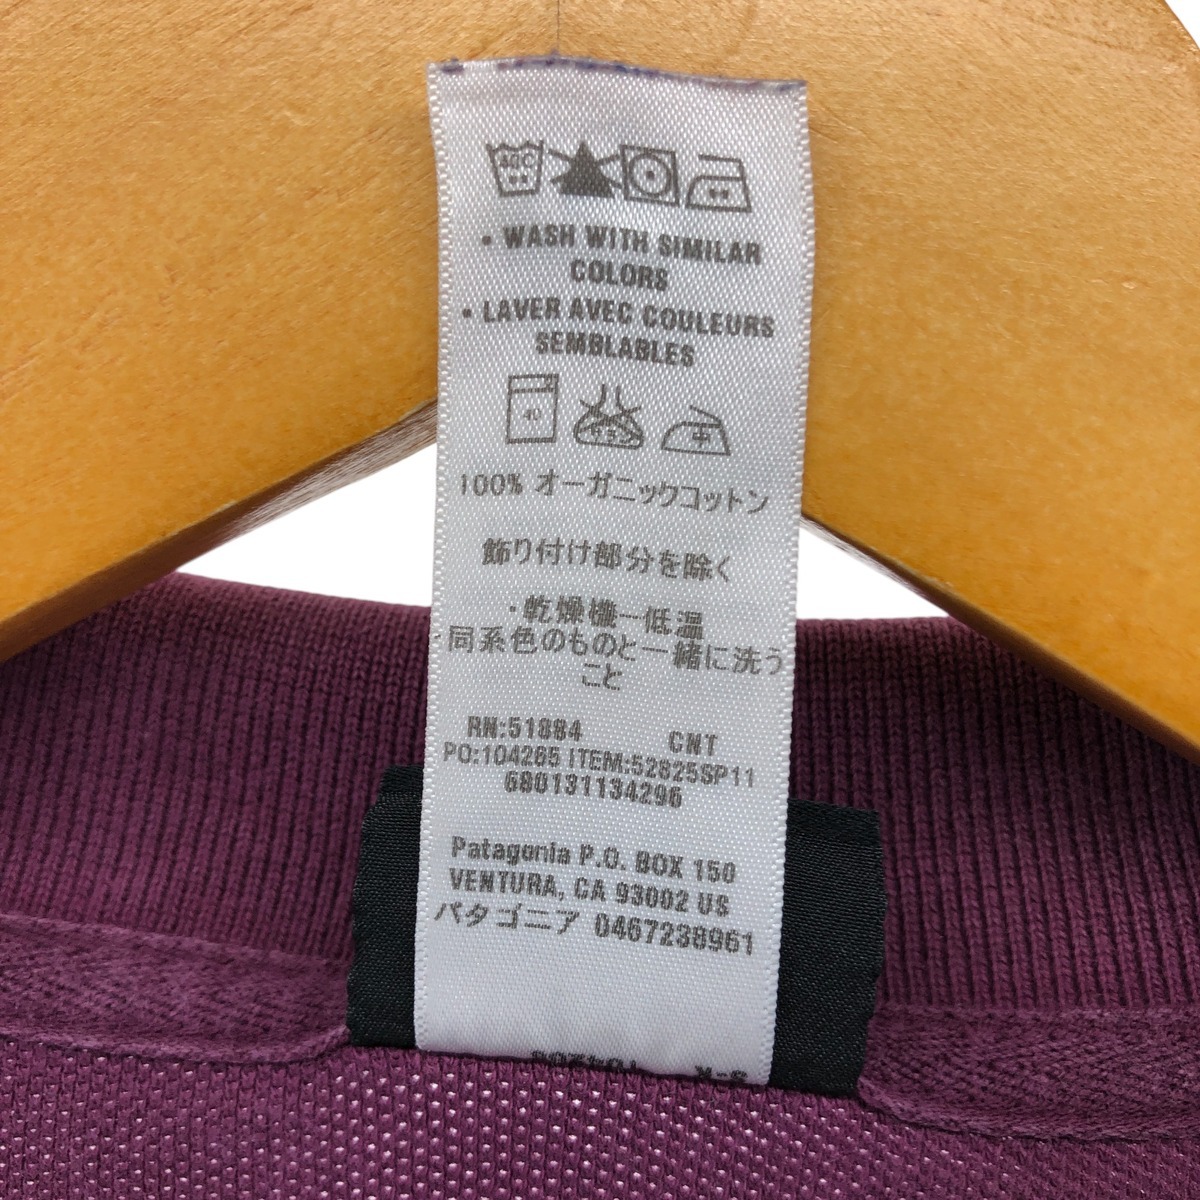 40C
• WASH WITH SIMILAR
COLORS
• LAVER AVEC COULEURS
SEMBLABLES
40 中
100% オーガニックコットン
飾り付け部分を除く
・乾燥機ー低温
同系色のものと一緒に洗う
こと
RN:51884 CNT
PO:104265 ITEM:52825SP11
680131134296
Patagonia P.O. BOX 150
VENTURA, CA 93002 US
パタゴニア 0467238961